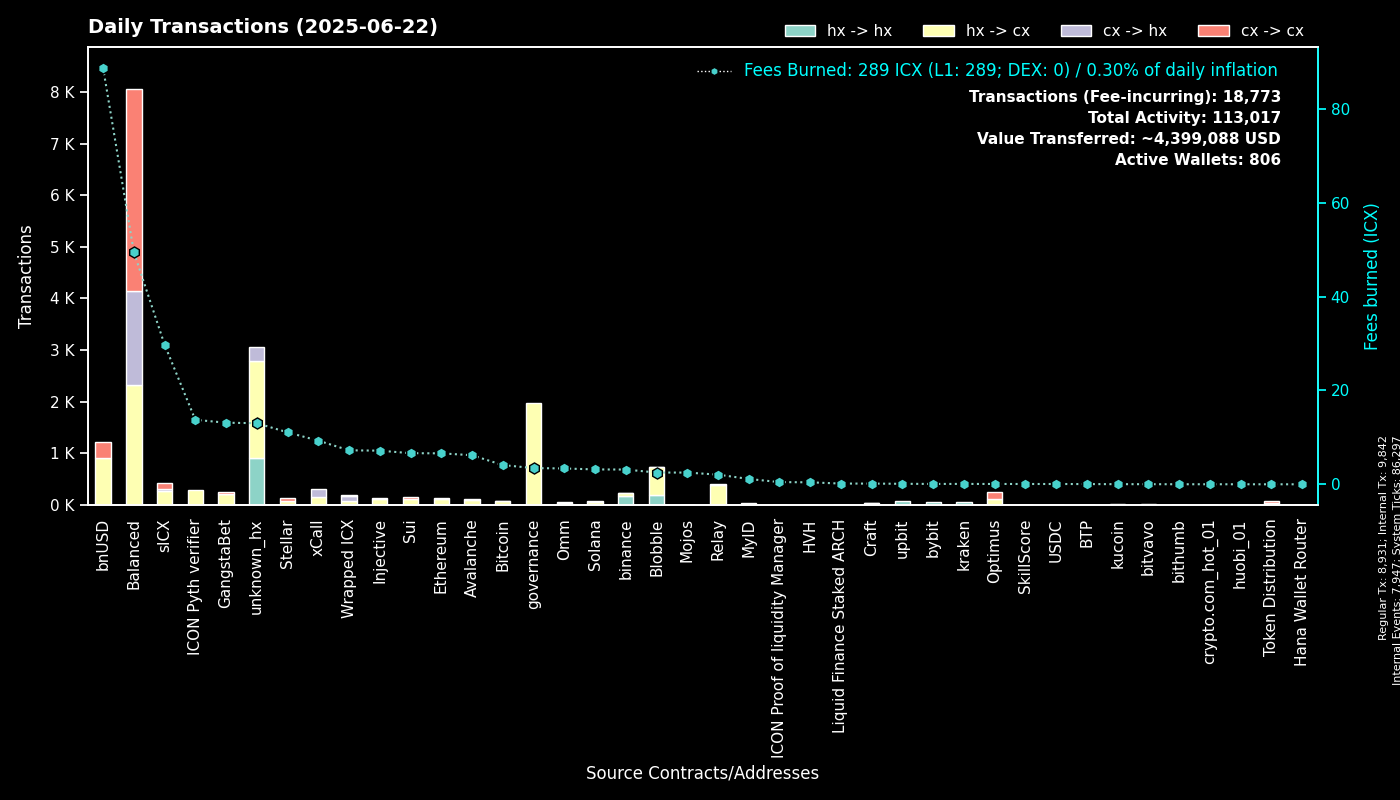 Daily Transactions (2025-06-22)
hx -> hx
hx -> cx
cx -> hx
cx -> cx
Fees Burned: 289 ICX (L1: 289; DEX: 0) / 0.30% of daily inflation
Transactions (Fee-incurring): 18,773
Total Activity: 113,017
Value Transferred: ~4,399,088 USD
Active Wallets: 806
Transactions
8 K
7 K
6 K
5 K
4 K
3 K
2 K
1 K
0 K
80
60
40
20
0
Fees burned (ICX)
bnUSD
Balanced
sICX
ICON Pyth verifier
GangstaBet
unknown_hx
Stellar
xCall
Wrapped ICX
Injective
Sui
Ethereum
Avalanche
Bitcoin
governance
Omm
Solana
binance
Blobble
Mojos
Relay
MyID
ICON Proof of liquidity Manager
HVH
Liquid Finance Staked ARCH
Craft
upbit
bybit
kraken
Optimus
SkillScore
USDC
BTP
kucoin
bitvavo
bithumb
crypto.com_hot_01
huobi_01
Token Distribution
Hana Wallet Router
Source Contracts/Addresses
Regular Tx: 8,931, Internal Tx: 9,842
Internal Events: 7,947, System Ticks: 86,297